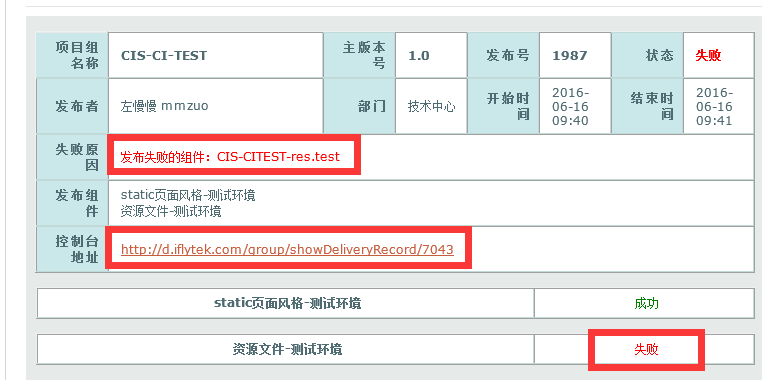 项目组名称 CIS-CI-TEST 主版本号 1.0 发布号 1987 状态 失败
发布者 左慢慢 mmzuo 部门 技术中心 开始时间 2016-06-16 09:40 结束时间 2016-06-16 09:41
失败原因 发布失败的组件：CIS-CITEST-res.test
发布组件 static页面风格-测试环境
资源文件-测试环境
控制台地址 http://d.iflytek.com/group/showDeliveryRecord/7043
static页面风格-测试环境 成功
资源文件-测试环境 失败